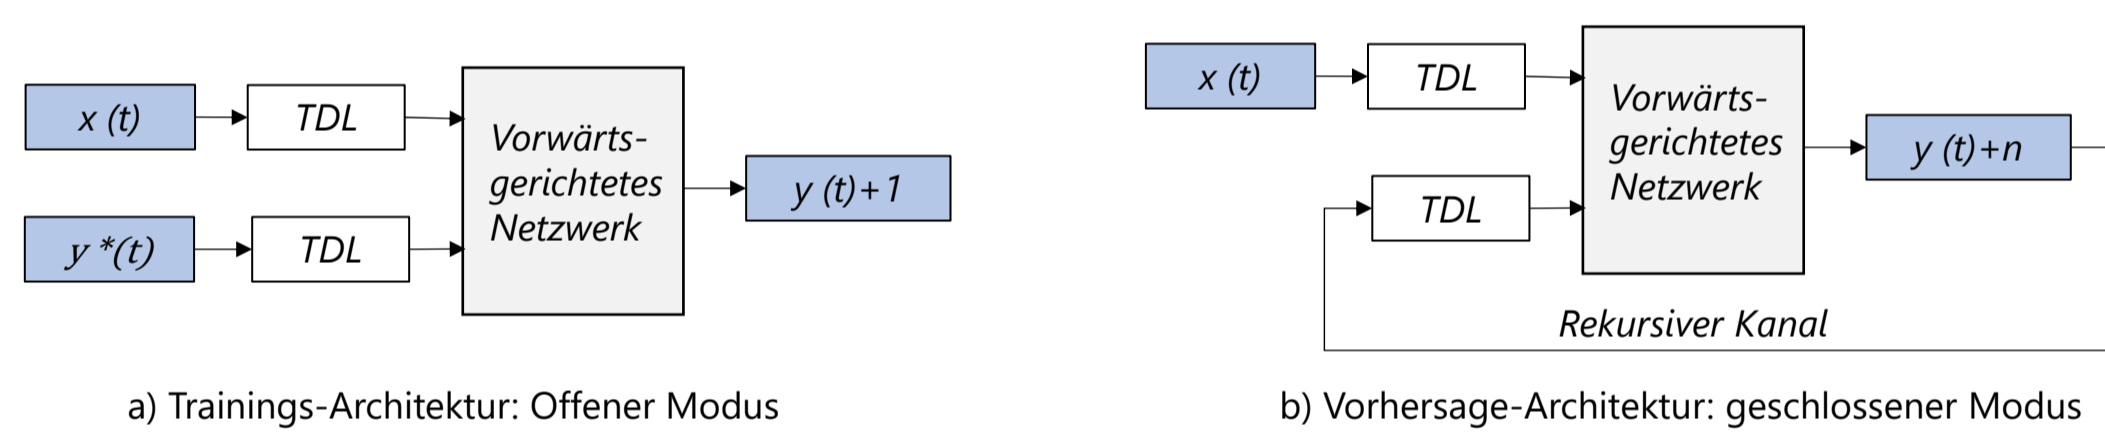 x (t)
TDL
y *(t)
TDL
Vorwärts-
gerichtetes
Netzwerk
y (t)+1
a) Trainings-Architektur: Offener Modus
x (t)
TDL
TDL
Vorwärts-
gerichtetes
Netzwerk
y (t)+n
Rekursiver Kanal
b) Vorhersage-Architektur: geschlossener Modus